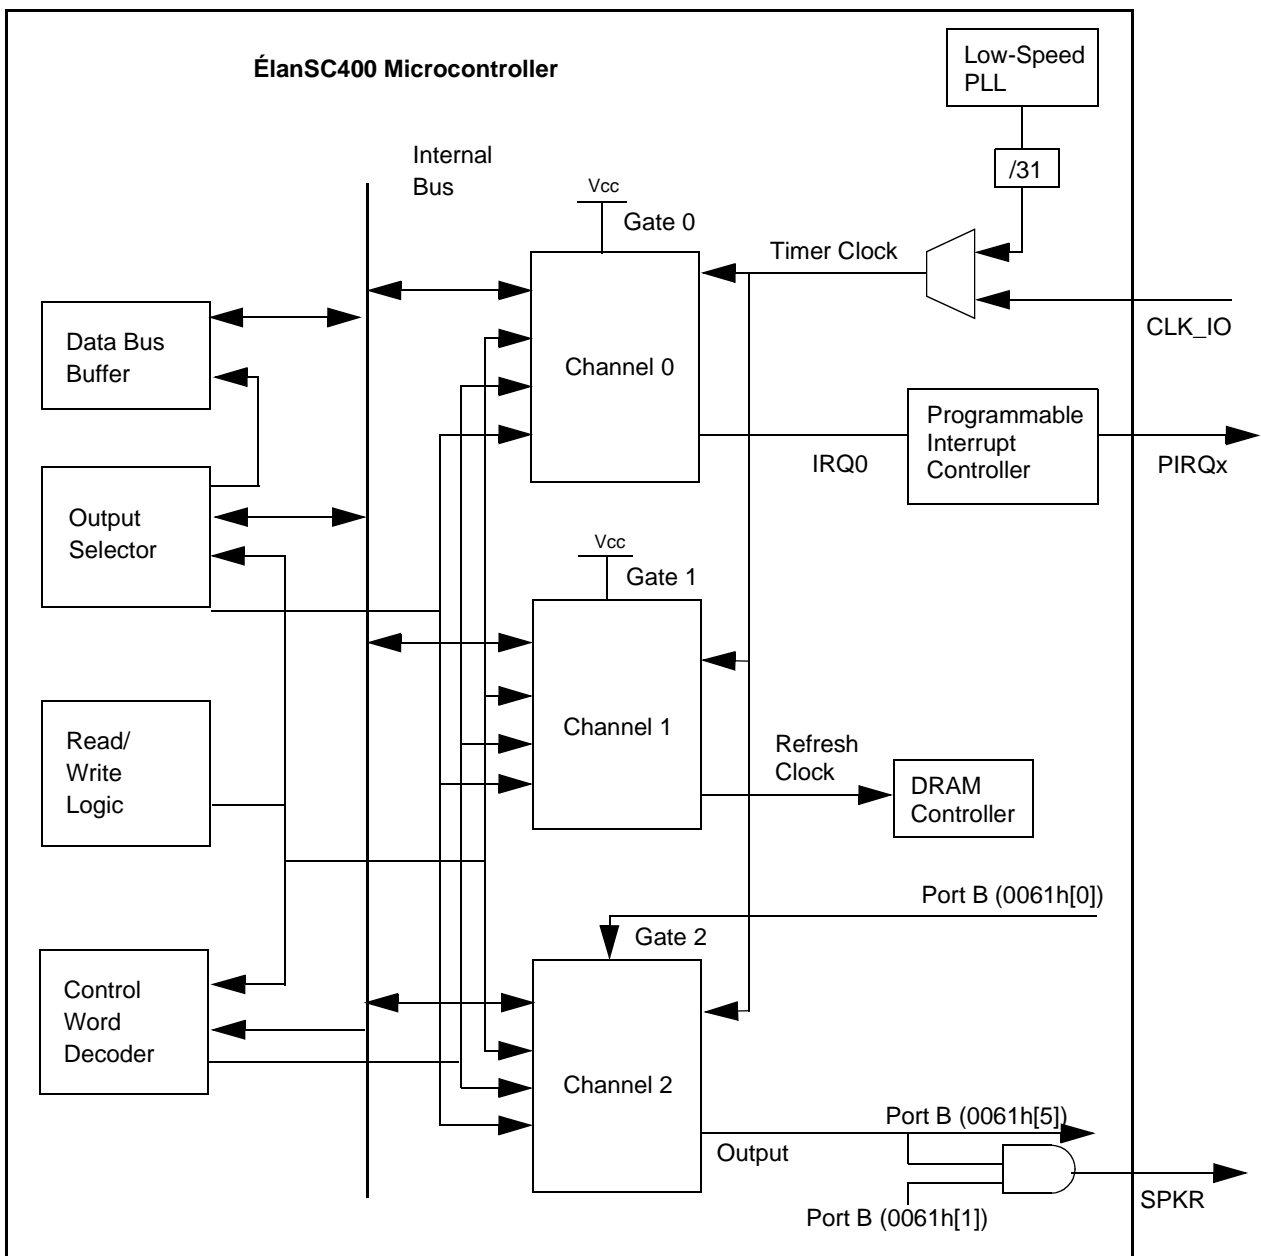 ÉlanSC400 Microcontroller
Low-Speed
PLL
/31
Internal
Bus
Vcc
Gate 0
Timer Clock
CLK_IO
Data Bus
Buffer
Channel 0
Programmable
Interrupt
Controller
IRQ0
PIRQx
Output
Selector
Vcc
Gate 1
Channel 1
Read/
Write
Logic
Refresh
Clock
DRAM
Controller
Port B (0061h[0])
Gate 2
Control
Word
Decoder
Channel 2
Port B (0061h[5])
Output
Port B (0061h[1])
SPKR